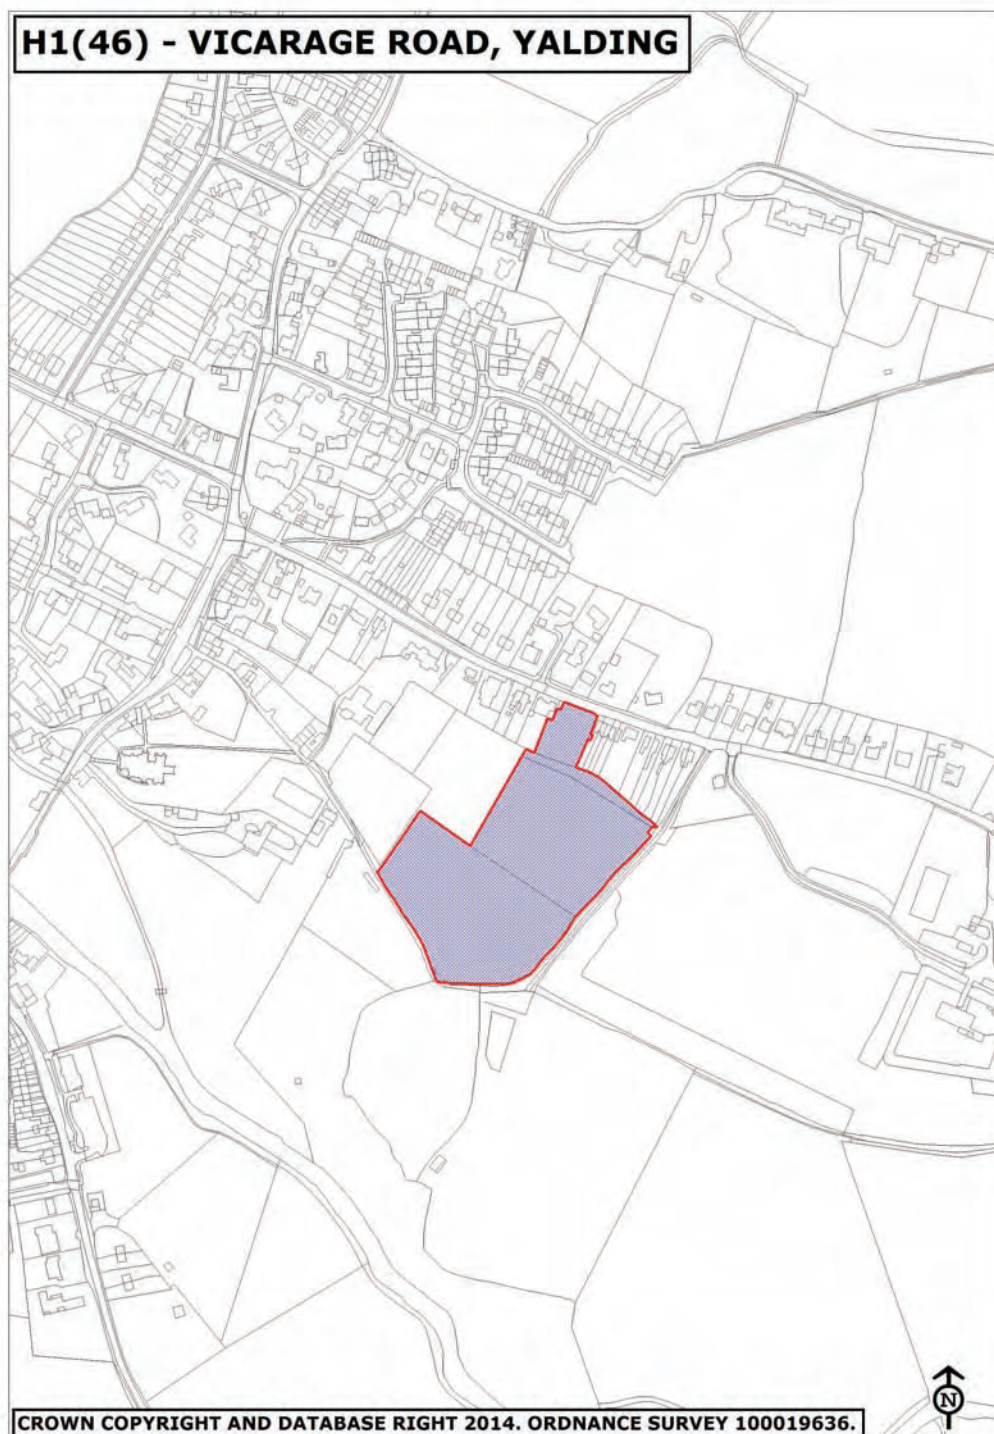 H1(46) - VICARAGE ROAD, YALDING
N
CROWN COPYRIGHT AND DATABASE RIGHT 2014. ORDNANCE SURVEY 100019636.